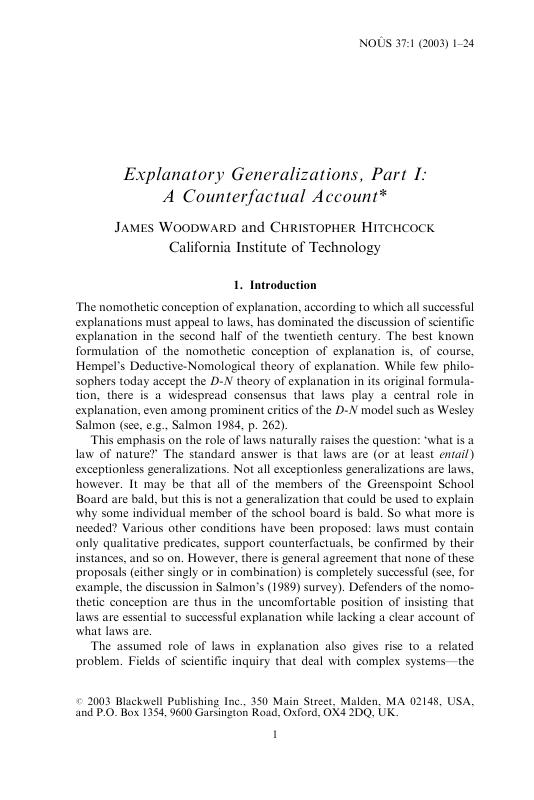 NOÛS 37:1 (2003) 1–24
Explanatory Generalizations, Part I:
A Counterfactual Account*
JAMES WOODWARD and CHRISTOPHER HITCHCOCK
California Institute of Technology
1. Introduction
The nomothetic conception of explanation, according to which all successful
explanations must appeal to laws, has dominated the discussion of scientific
explanation in the second half of the twentieth century. The best known
formulation of the nomothetic conception of explanation is, of course,
Hempel's Deductive-Nomological theory of explanation. While few philo-
sophers today accept the D-N theory of explanation in its original formula-
tion, there is a widespread consensus that laws play a central role in
explanation, even among prominent critics of the D-N model such as Wesley
Salmon (see, e.g., Salmon 1984, p. 262).
This emphasis on the role of laws naturally raises the question: 'what is a
law of nature?' The standard answer is that laws are (or at least entail)
exceptionless generalizations. Not all exceptionless generalizations are laws,
however. It may be that all of the members of the Greenspoint School
Board are bald, but this is not a generalization that could be used to explain
why some individual member of the school board is bald. So what more is
needed? Various other conditions have been proposed: laws must contain
only qualitative predicates, support counterfactuals, be confirmed by their
instances, and so on. However, there is general agreement that none of these
proposals (either singly or in combination) is completely successful (see, for
example, the discussion in Salmon's (1989) survey). Defenders of the nomo-
thetic conception are thus in the uncomfortable position of insisting that
laws are essential to successful explanation while lacking a clear account of
what laws are.
The assumed role of laws in explanation also gives rise to a related
problem. Fields of scientific inquiry that deal with complex systems—the
© 2003 Blackwell Publishing Inc., 350 Main Street, Malden, MA 02148, USA,
and P.O. Box 1354, 9600 Garsington Road, Oxford, OX4 2DQ, UK.
1